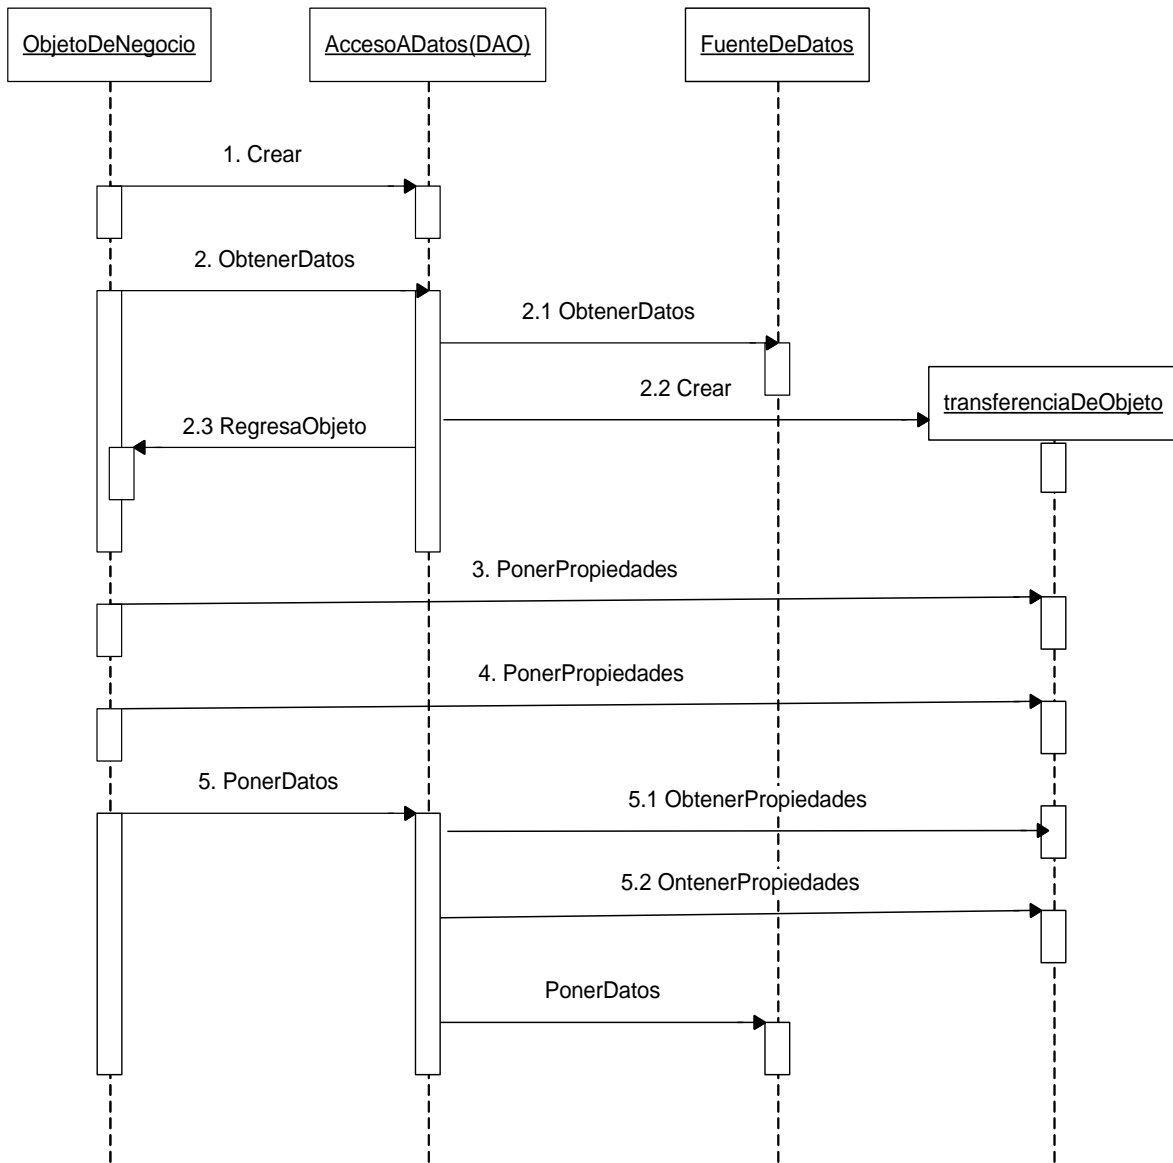 ObjetoDeNegocio
AccesoADatos(DAO)
FuenteDeDatos
1. Crear
2. ObtenerDatos
2.1 ObtenerDatos
2.2 Crear
transferenciaDeObjeto
2.3 RegresaObjeto
3. PonerPropiedades
4. PonerPropiedades
5. PonerDatos
5.1 ObtenerPropiedades
5.2 OntenerPropiedades
PonerDatos